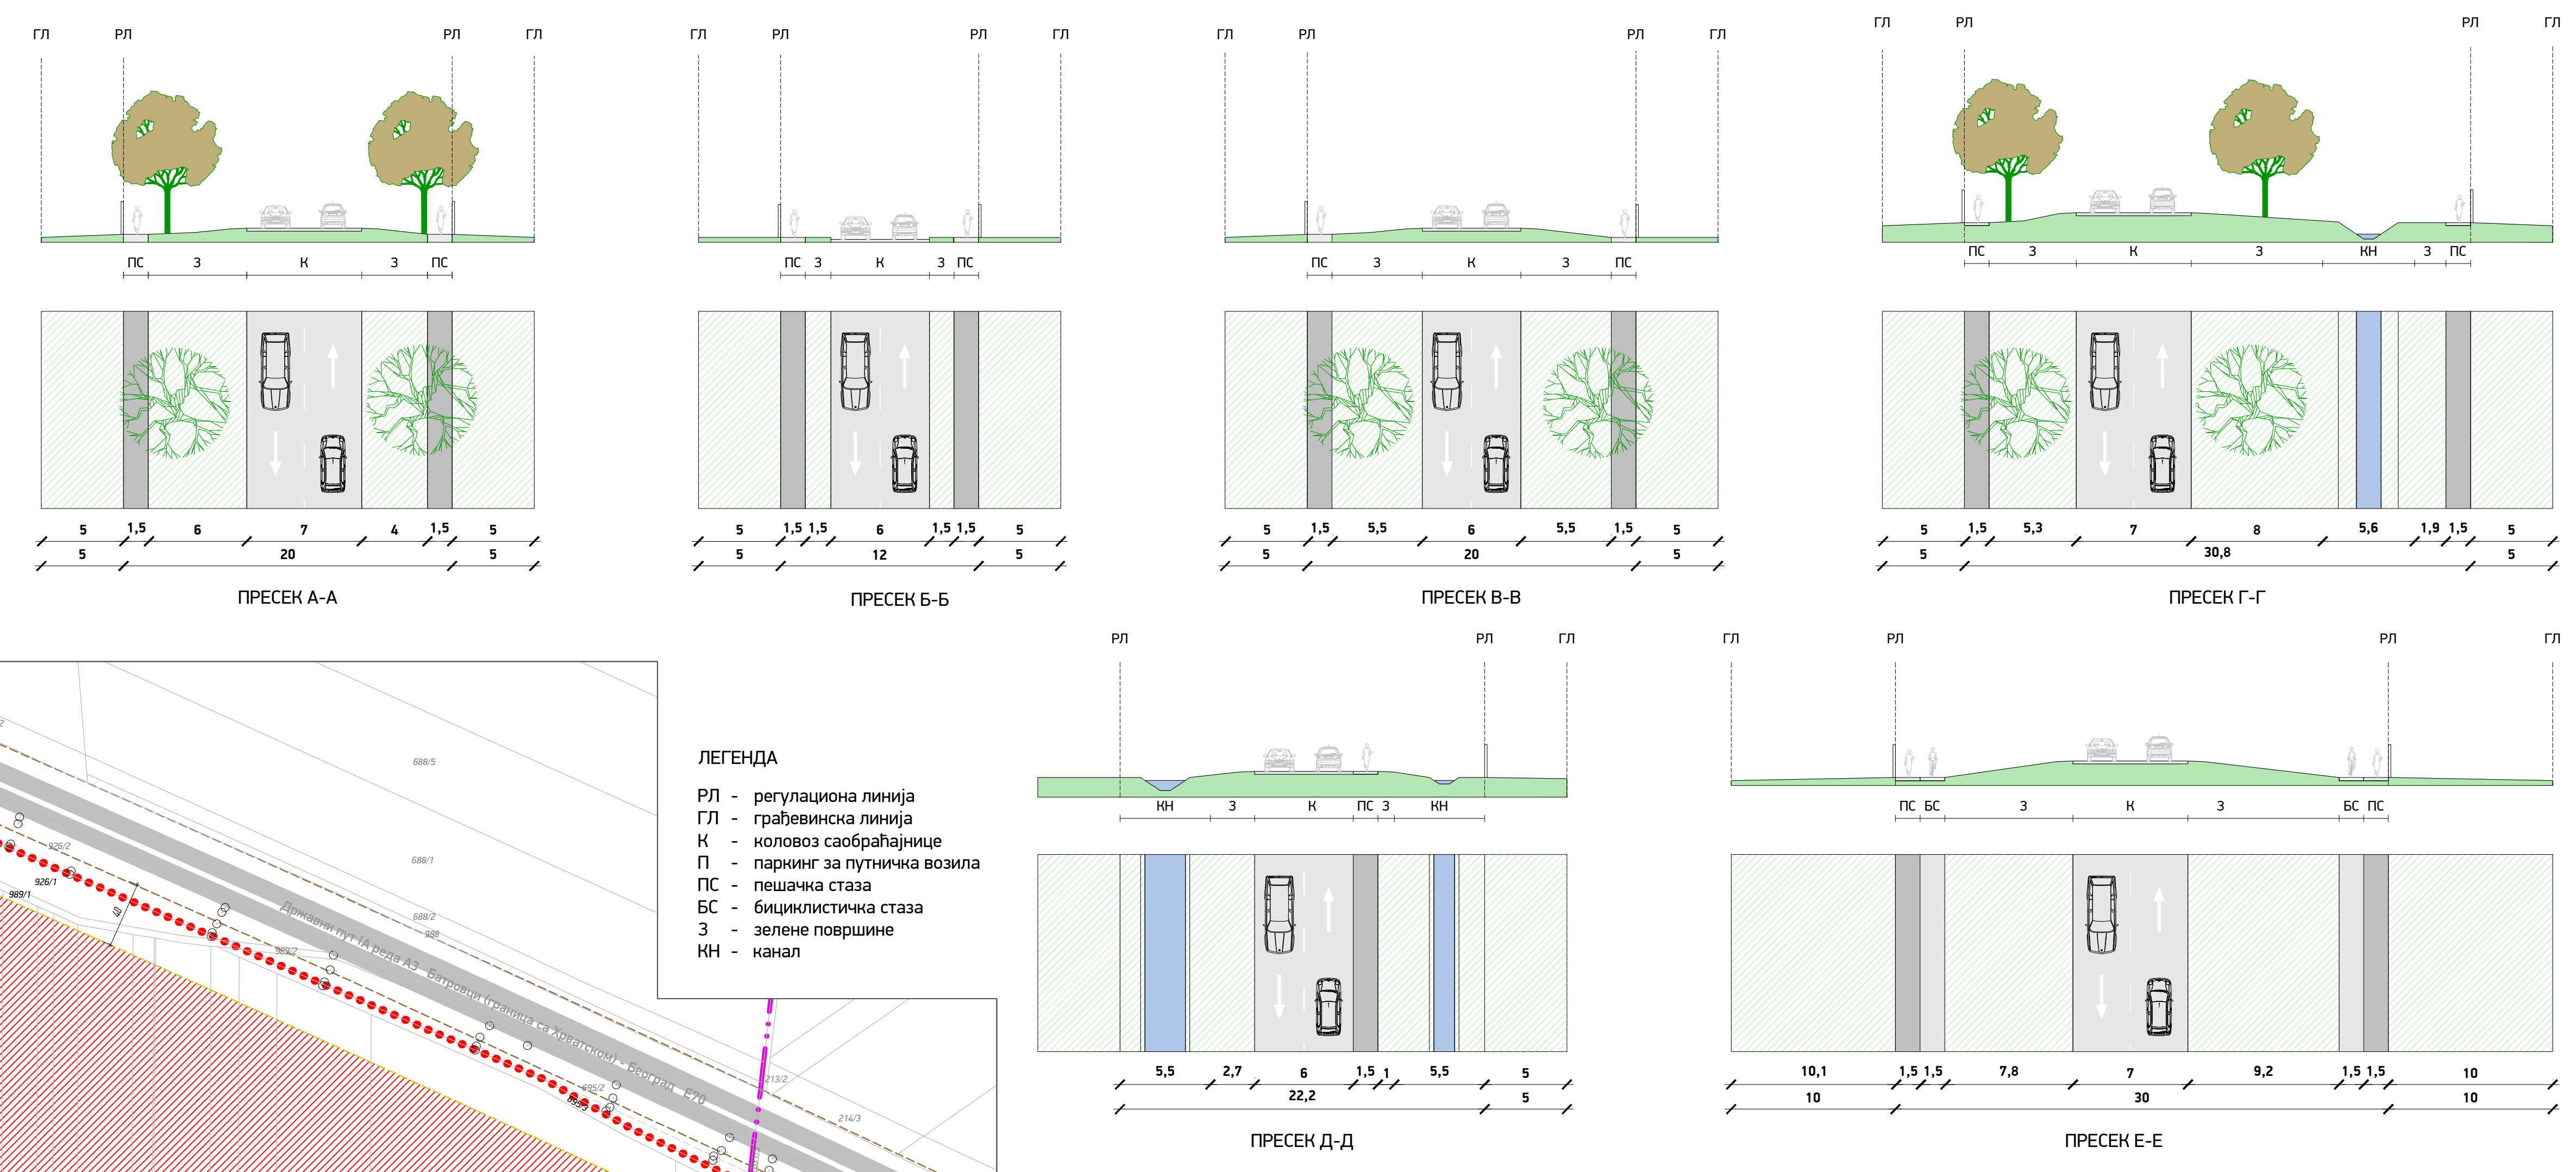 ГЛ РЛ РЛ ГЛ
ПС З К З ПС
5 1,5 6 7 4 1,5 5
5 20 5
ПРЕСЕК А-А
ГЛ РЛ РЛ ГЛ
ПС З К З ПС
5 1,5 1,5 6 1,5 1,5 5
5 12 5
ПРЕСЕК Б-Б
ГЛ РЛ РЛ ГЛ
ПС З К З ПС
5 1,5 5,5 6 5,5 1,5 5
5 20 5
ПРЕСЕК В-В
ГЛ РЛ РЛ ГЛ
ПС З К З КН З ПС
5 1,5 5,3 7 8 5,6 1,9 1,5 5
5 30,8 5
ПРЕСЕК Г-Г
688/5
688/1
688/2
988
926/2
926/1
989/1
989/2
40
Државни пут IА реда А3 Батровци (граница са Хрватском) - Београд E70
695/2
695/3
213/2
214/3
ЛЕГЕНДА
РЛ - регулациона линија
ГЛ - грађевинска линија
К - коловоз саобраћајнице
П - паркинг за путничка возила
ПС - пешачка стаза
БС - бициклистичка стаза
З - зелене површине
КН - канал
РЛ РЛ ГЛ
КН З К ПС З КН
5,5 2,7 6 1,5 1 5,5 5
22,2 5
ПРЕСЕК Д-Д
ГЛ РЛ РЛ ГЛ
ПС БС З К З БС ПС
10,1 1,5 1,5 7,8 7 9,2 1,5 1,5 10
10 30 10
ПРЕСЕК Е-Е